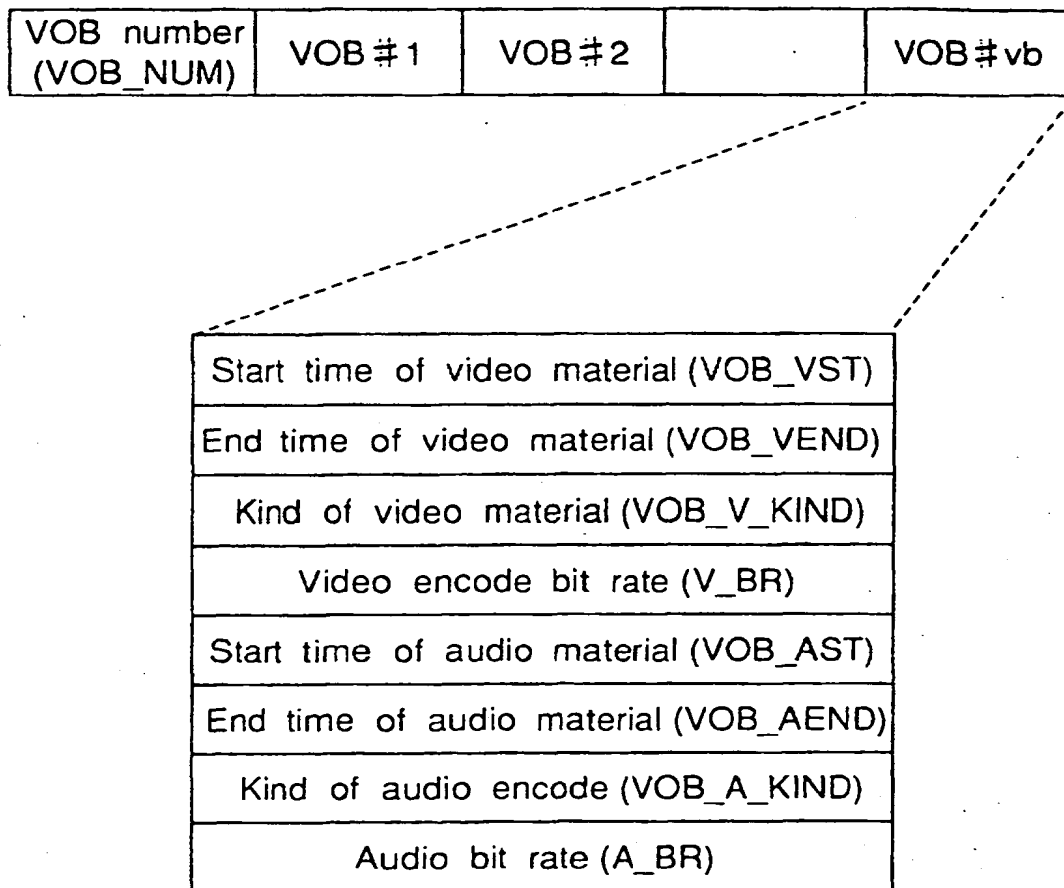 VOB number
(VOB_NUM)
VOB#1
VOB#2
VOB#vb
Start time of video material (VOB_VST)
End time of video material (VOB_VEND)
Kind of video material (VOB_V_KIND)
Video encode bit rate (V_BR)
Start time of audio material (VOB_AST)
End time of audio material (VOB_AEND)
Kind of audio encode (VOB_A_KIND)
Audio bit rate (A_BR)